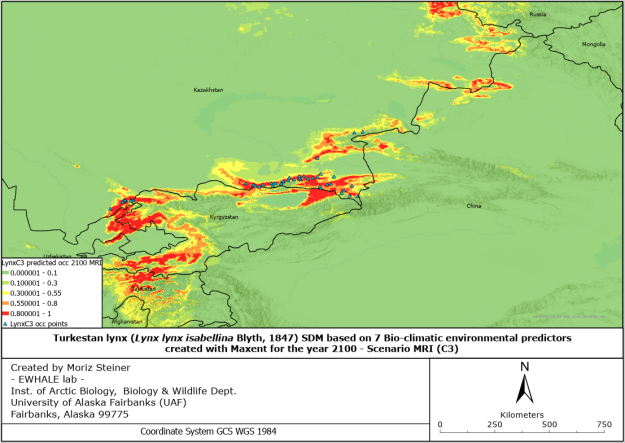 Russia
Mongolia
Kazakhstan
China
Kyrgyzstan
Uzbekistan
Tajikistan
Afghanistan
LynxC3 predicted occ 2100 MRI
0,000001 - 0.1
0,100001 - 0.3
0.300001 - 0.55
0.550001 - 0.8
0.800001 - 1
LynxC3 occ points
Turkestan lynx (Lynx lynx isabellina Blyth, 1847) SDM based on 7 Bio-climatic environmental predictors
created with Maxent for the year 2100 - Scenario MRI (C3)
Created by Moriz Steiner
- EWHALE lab -
Inst. of Arctic Biology, Biology & Wildlife Dept.
University of Alaska Fairbanks (UAF)
Fairbanks, Alaska 99775
Coordinate System GCS WGS 1984
N
Kilometers
0 250 500 750